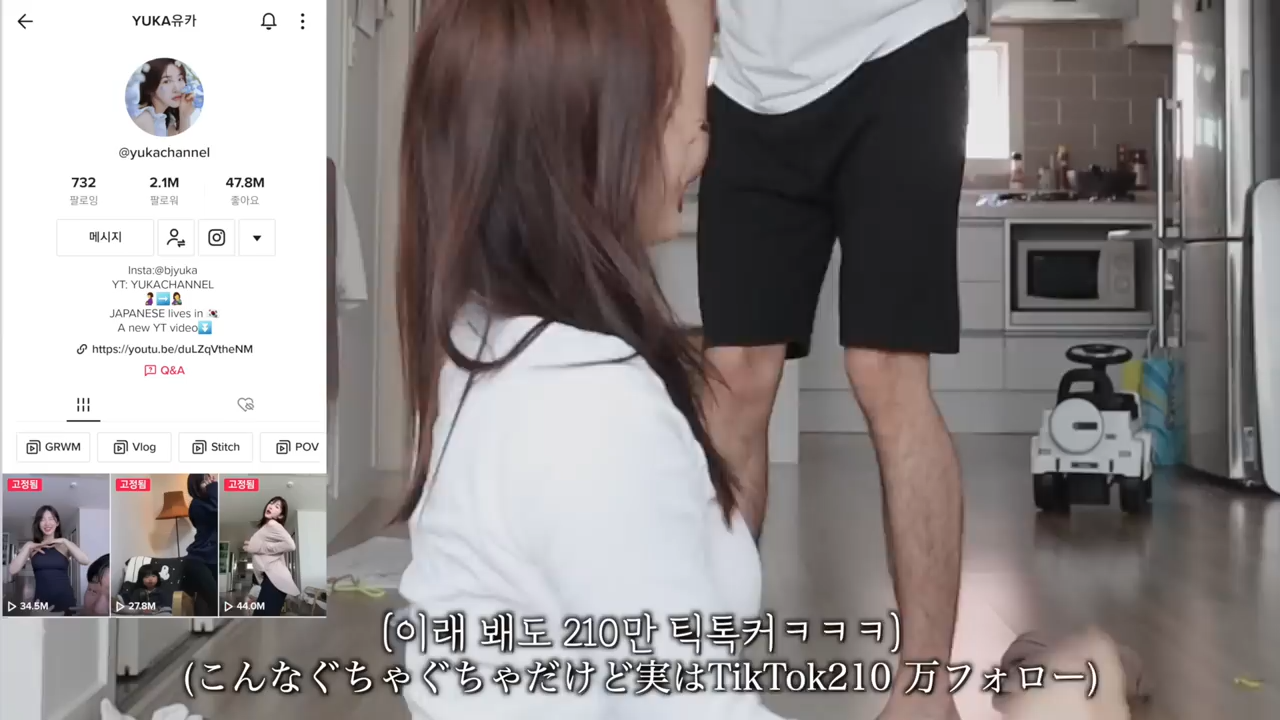 YUKA유카
@yukachannel
732
2.1M
47.8M
팔로잉
팔로워
좋아요
메시지
Insta:@bjyuka
YT: YUKACHANNEL
🤰➡️🤱
JAPANESE lives in 🇰🇷
A new YT video⏬
https://youtu.be/duLZqVtheNM
Q&A
GRWM
Vlog
Stitch
POV
고정됨
고정됨
고정됨
34.5M
27.8M
44.0M
(이래 봬도 210만 틱톡커ㅋㅋㅋ)
(こんなぐちゃぐちゃだけど実はTikTok210 万フォロー)